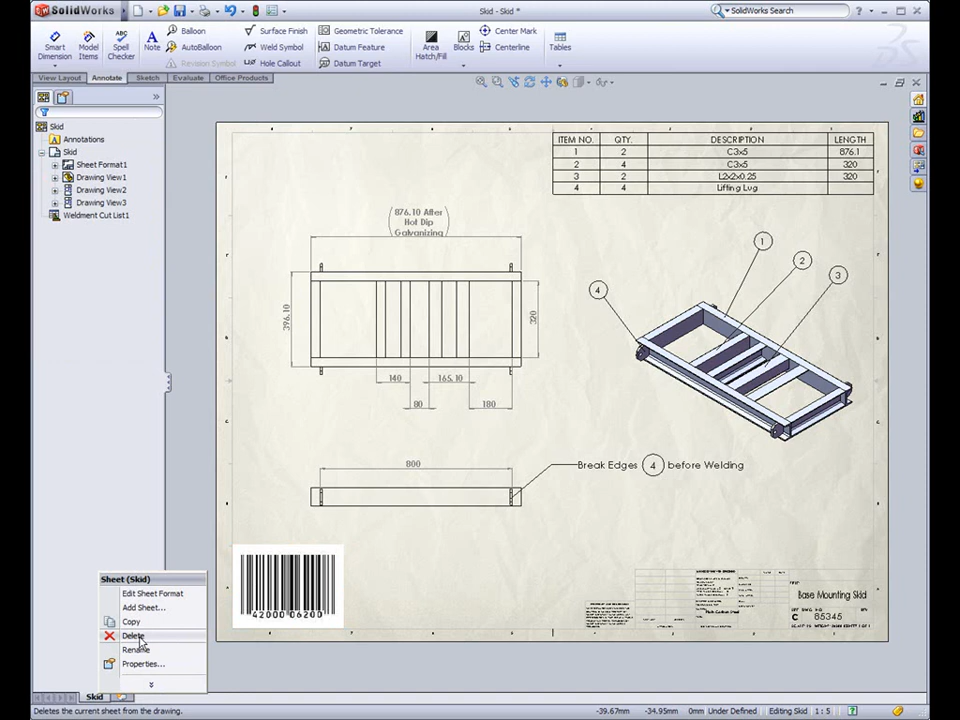 SolidWorks
Skid - Skid *
SolidWorks Search
Smart Dimension
Model Items
Spell Checker
Note
Balloon
AutoBalloon
Revision Symbol
Surface Finish
Weld Symbol
Hole Callout
Geometric Tolerance
Datum Feature
Datum Target
Area Hatch/Fill
Blocks
Center Mark
Centerline
Tables
View Layout
Annotate
Sketch
Evaluate
Office Products
Skid
Annotations
Skid
Sheet Format1
Drawing View1
Drawing View2
Drawing View3
Weldment Cut List1
ITEM NO. QTY. DESCRIPTION LENGTH
1 2 C3x5 876.1
2 4 C3x5 320
3 2 L2x2x0.25 320
4 4 Lifting Lug
876.10 After
Hot Dip
Galvanizing
396.10
320
140
165.10
80
180
1
2
3
4
800
Break Edges 4 before Welding
42000 06200
Base Mounting Skid
C 85345
Sheet (Skid)
Edit Sheet Format
Add Sheet...
Copy
Delete
Rename
Properties...
Skid
Deletes the current sheet from the drawing.
-39.67mm -34.95mm 0mm Under Defined Editing Skid 1 : 5